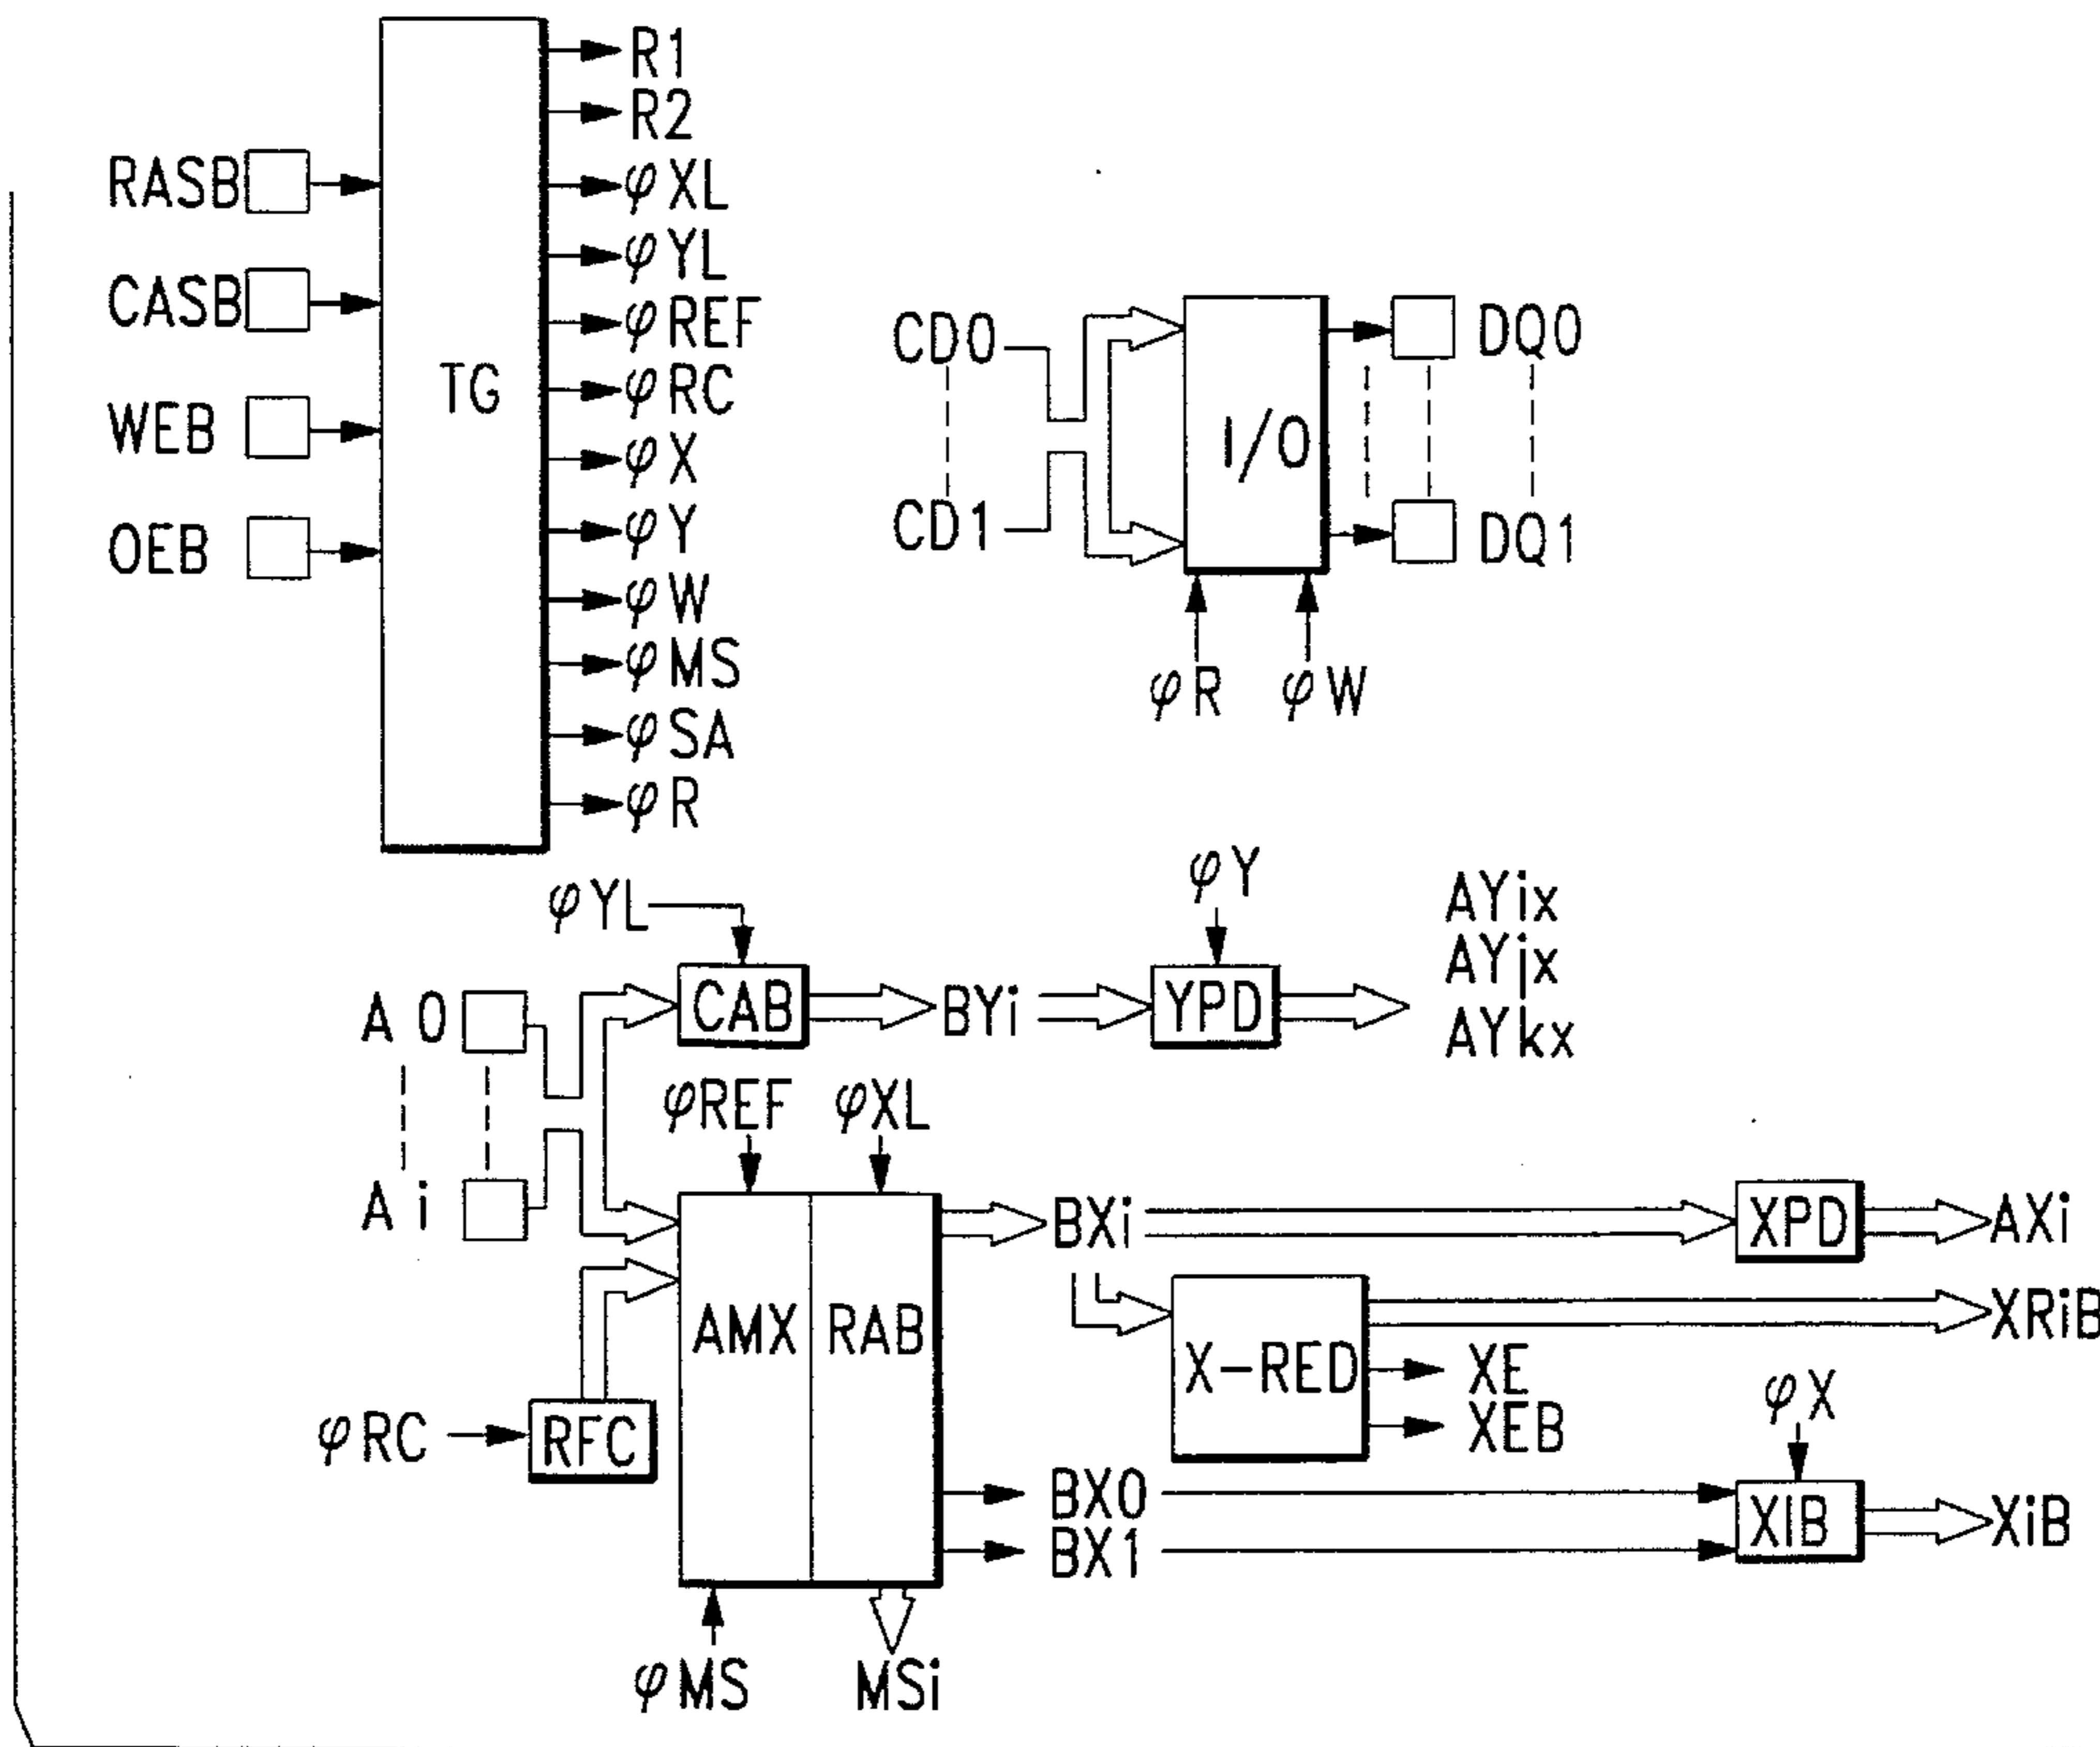 R1
R2
RASB
φXL
φYL
CASB
φREF
TG
φRC
WEB
φX
φY
OEB
φW
φMS
φSA
φR
CD0
I/O
DQ0
CD1
DQ1
φR φW
φYL
φY
AYix
AYjx
AYkx
A0
CAB
BYi
YPD
φREF φXL
Ai
BXi
XPD
AXi
AMX
RAB
X-RED
XRiB
XE
XEB
φRC
RFC
φX
BX0
BX1
XIB
XiB
φMS
MSi